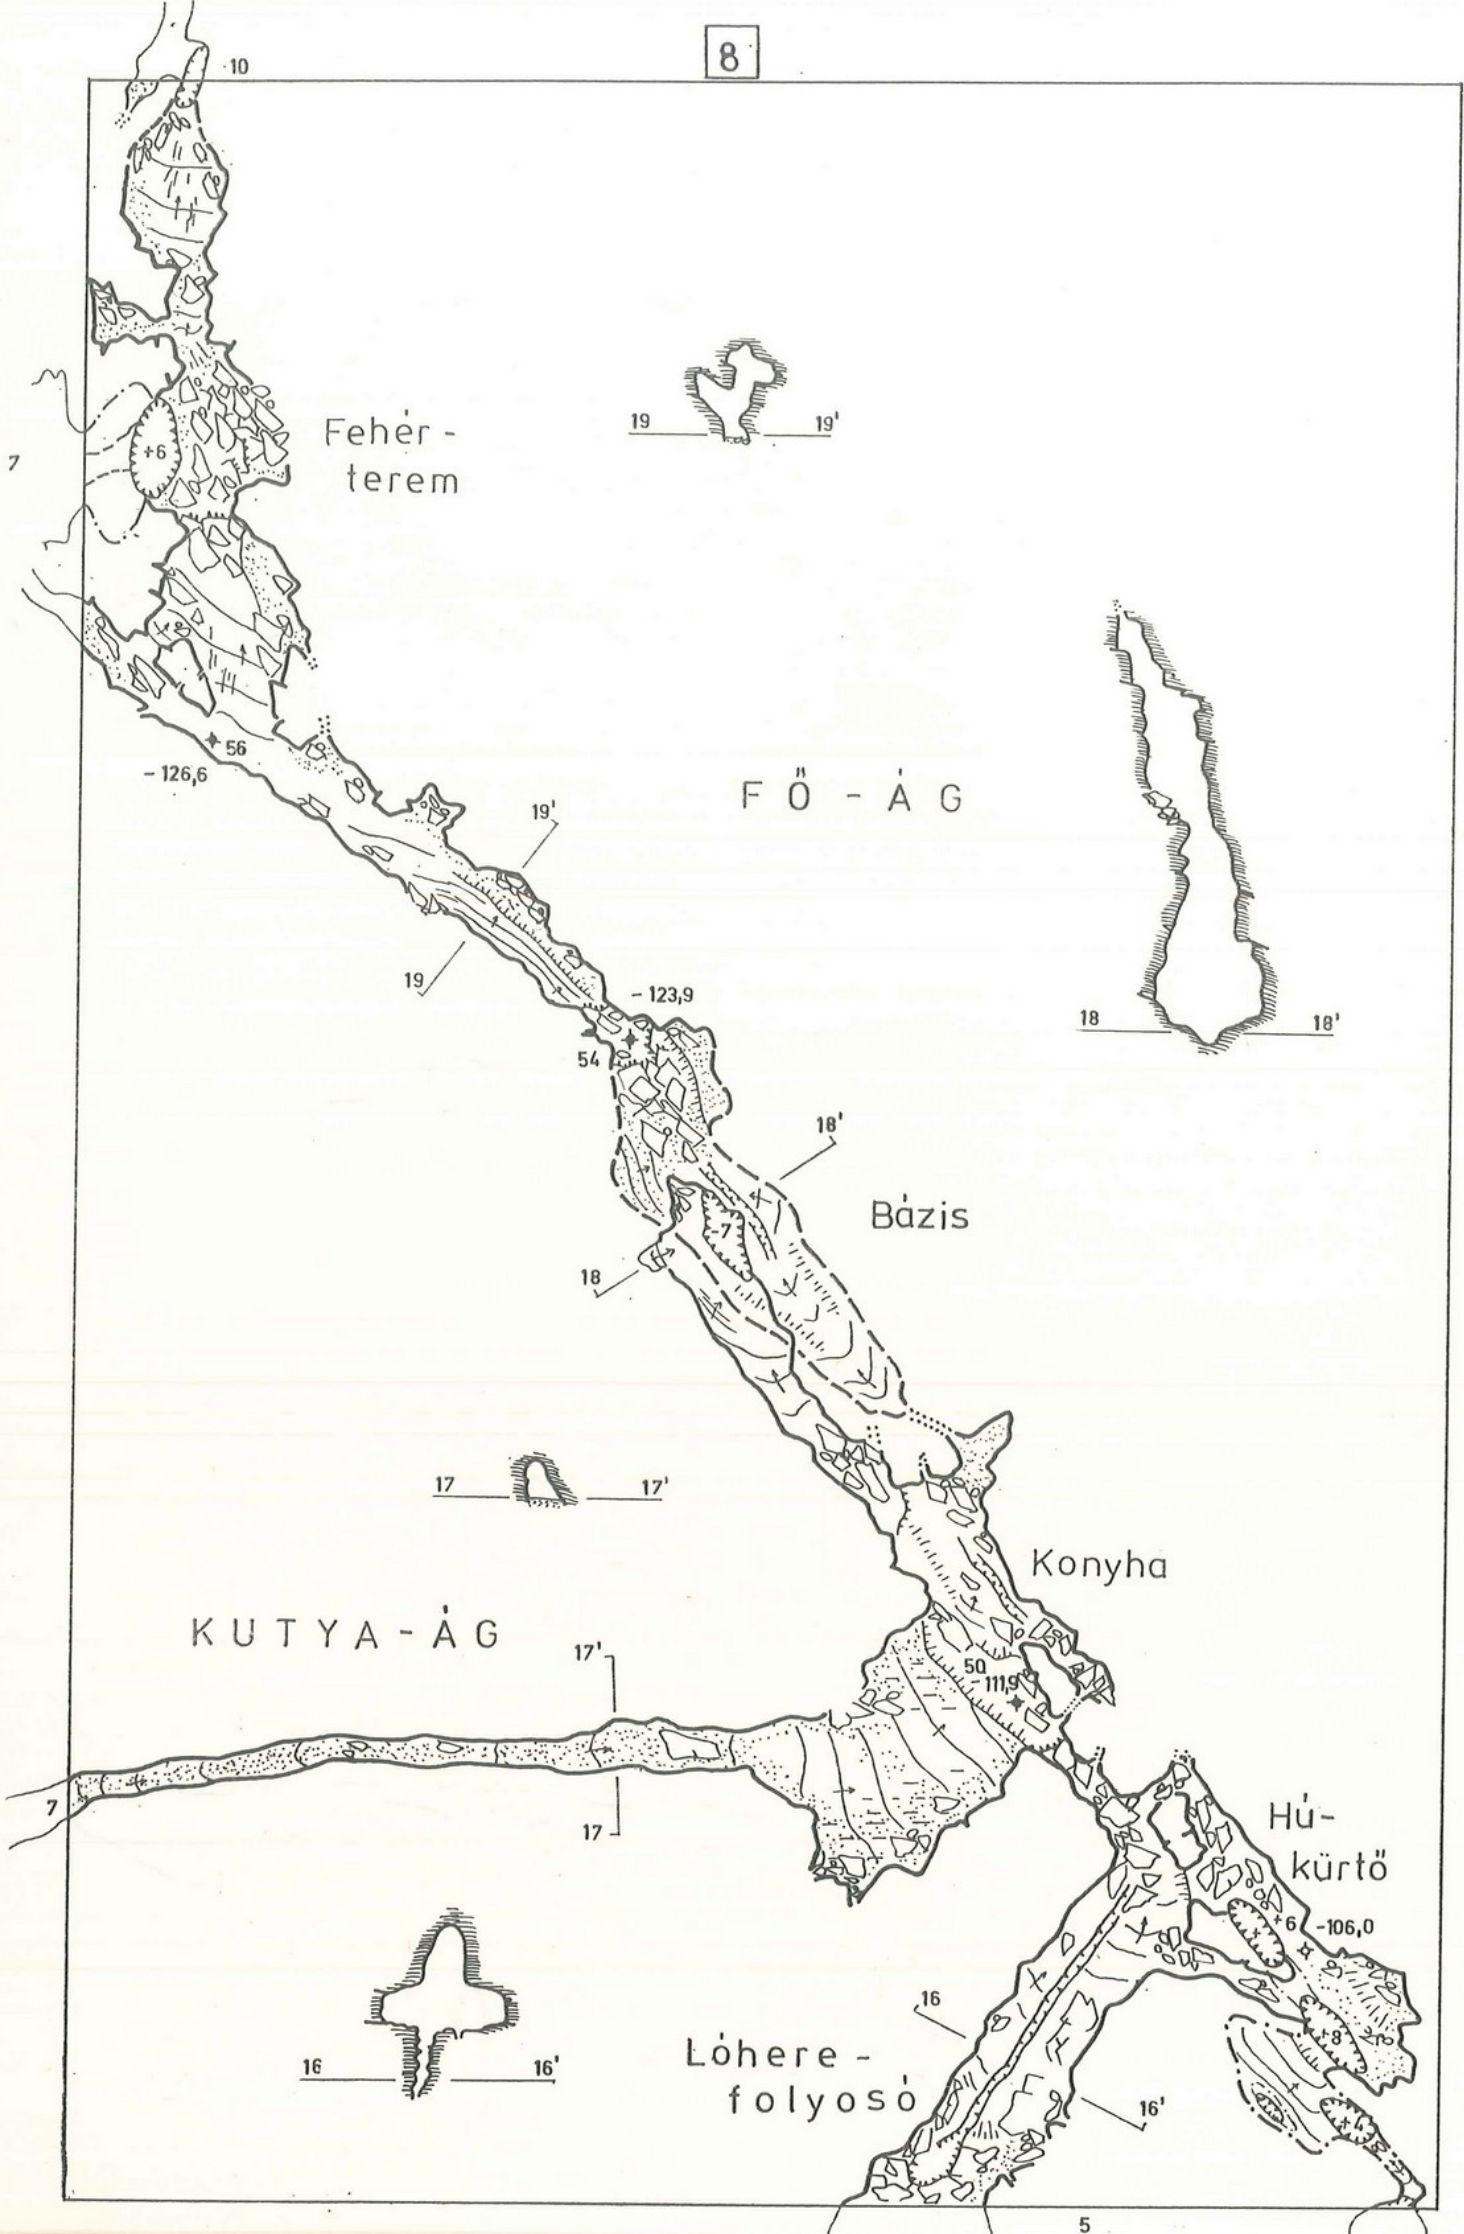 8
10
Fehér-
terem
+6
7
19 19'
56
-126,6
FŐ-ÁG
19'
19
-123,9
54
18 18'
18'
Bázis
-7
18
17 17'
Konyha
KUTYA-ÁG
17'
50
-111,9
7
17
Hú-
kürtő
+6 -106,0
16
+8
16 16'
Lóhere-
folyosó
16'
+4
5